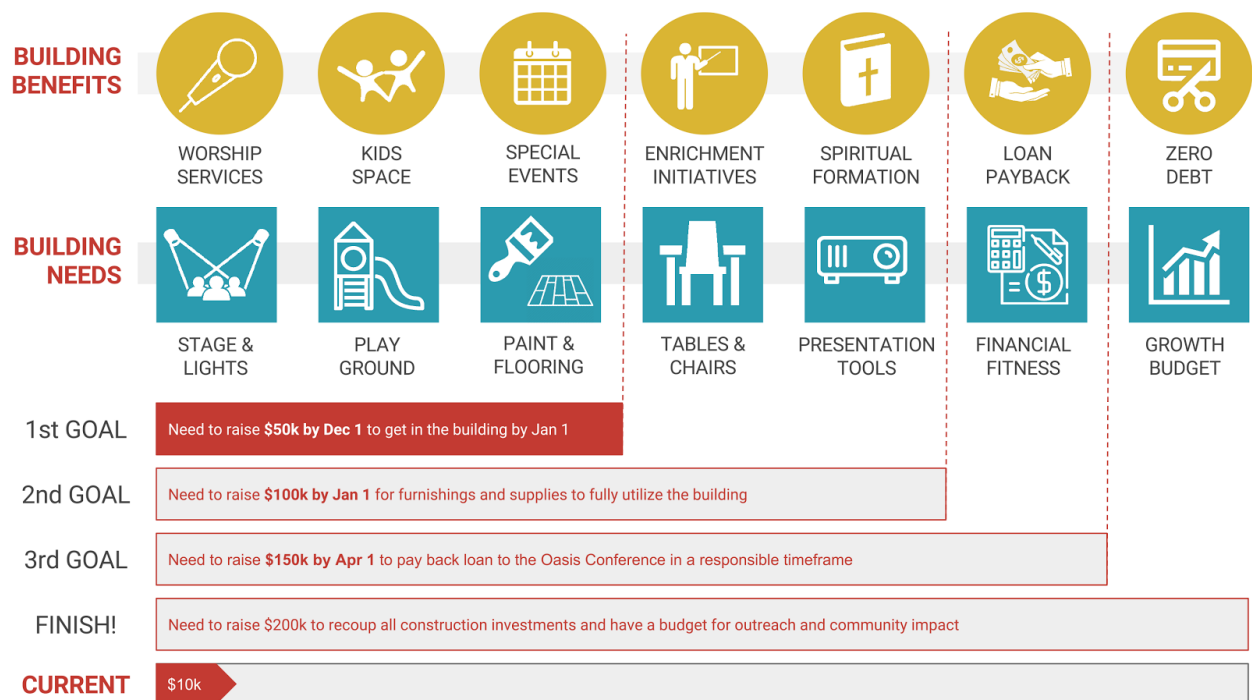 BUILDING
BENEFITS
WORSHIP
SERVICES
KIDS
SPACE
SPECIAL
EVENTS
ENRICHMENT
INITIATIVES
SPIRITUAL
FORMATION
LOAN
PAYBACK
ZERO
DEBT
BUILDING
NEEDS
STAGE &
LIGHTS
PLAY
GROUND
PAINT &
FLOORING
TABLES &
CHAIRS
PRESENTATION
TOOLS
FINANCIAL
FITNESS
GROWTH
BUDGET
1st GOAL
Need to raise $50k by Dec 1 to get in the building by Jan 1
2nd GOAL
Need to raise $100k by Jan 1 for furnishings and supplies to fully utilize the building
3rd GOAL
Need to raise $150k by Apr 1 to pay back loan to the Oasis Conference in a responsible timeframe
FINISH!
Need to raise $200k to recoup all construction investments and have a budget for outreach and community impact
CURRENT
$10k